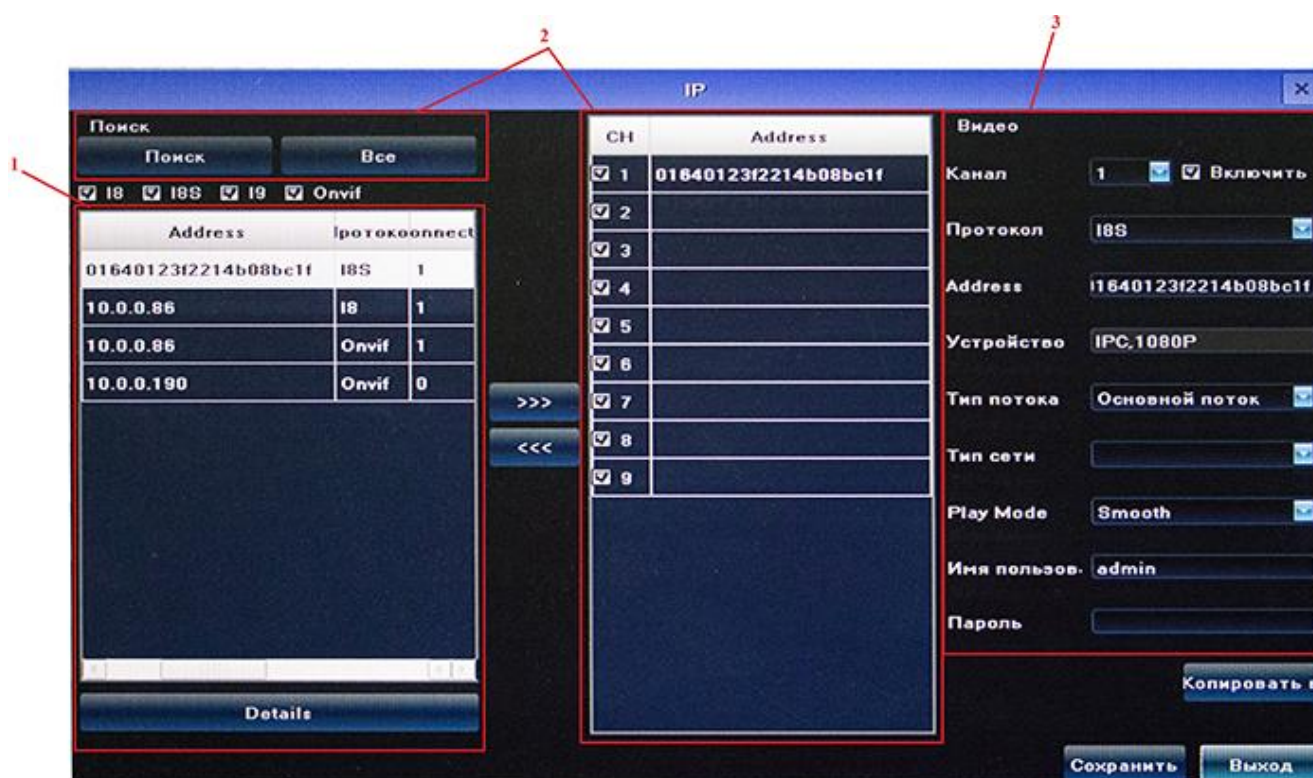 2
3
IP
1
Поиск
Поиск Все
I8 I8S I9 Onvif
Address Iротокоonnect
01640123f2214b08bc1f I8S 1
10.0.0.86 I8 1
10.0.0.86 Onvif 1
10.0.0.190 Onvif 0
Details
>>>
<<<
CH Address
1 01640123f2214b08bc1f
2
3
4
5
6
7
8
9
Видео
Канал 1 Включить
Протокол I8S
Address 1640123f2214b08bc1f
Устройство IPC,1080P
Тип потока Основной поток
Тип сети
Play Mode Smooth
Имя пользов. admin
Пароль
Копировать
Сохранить Выход